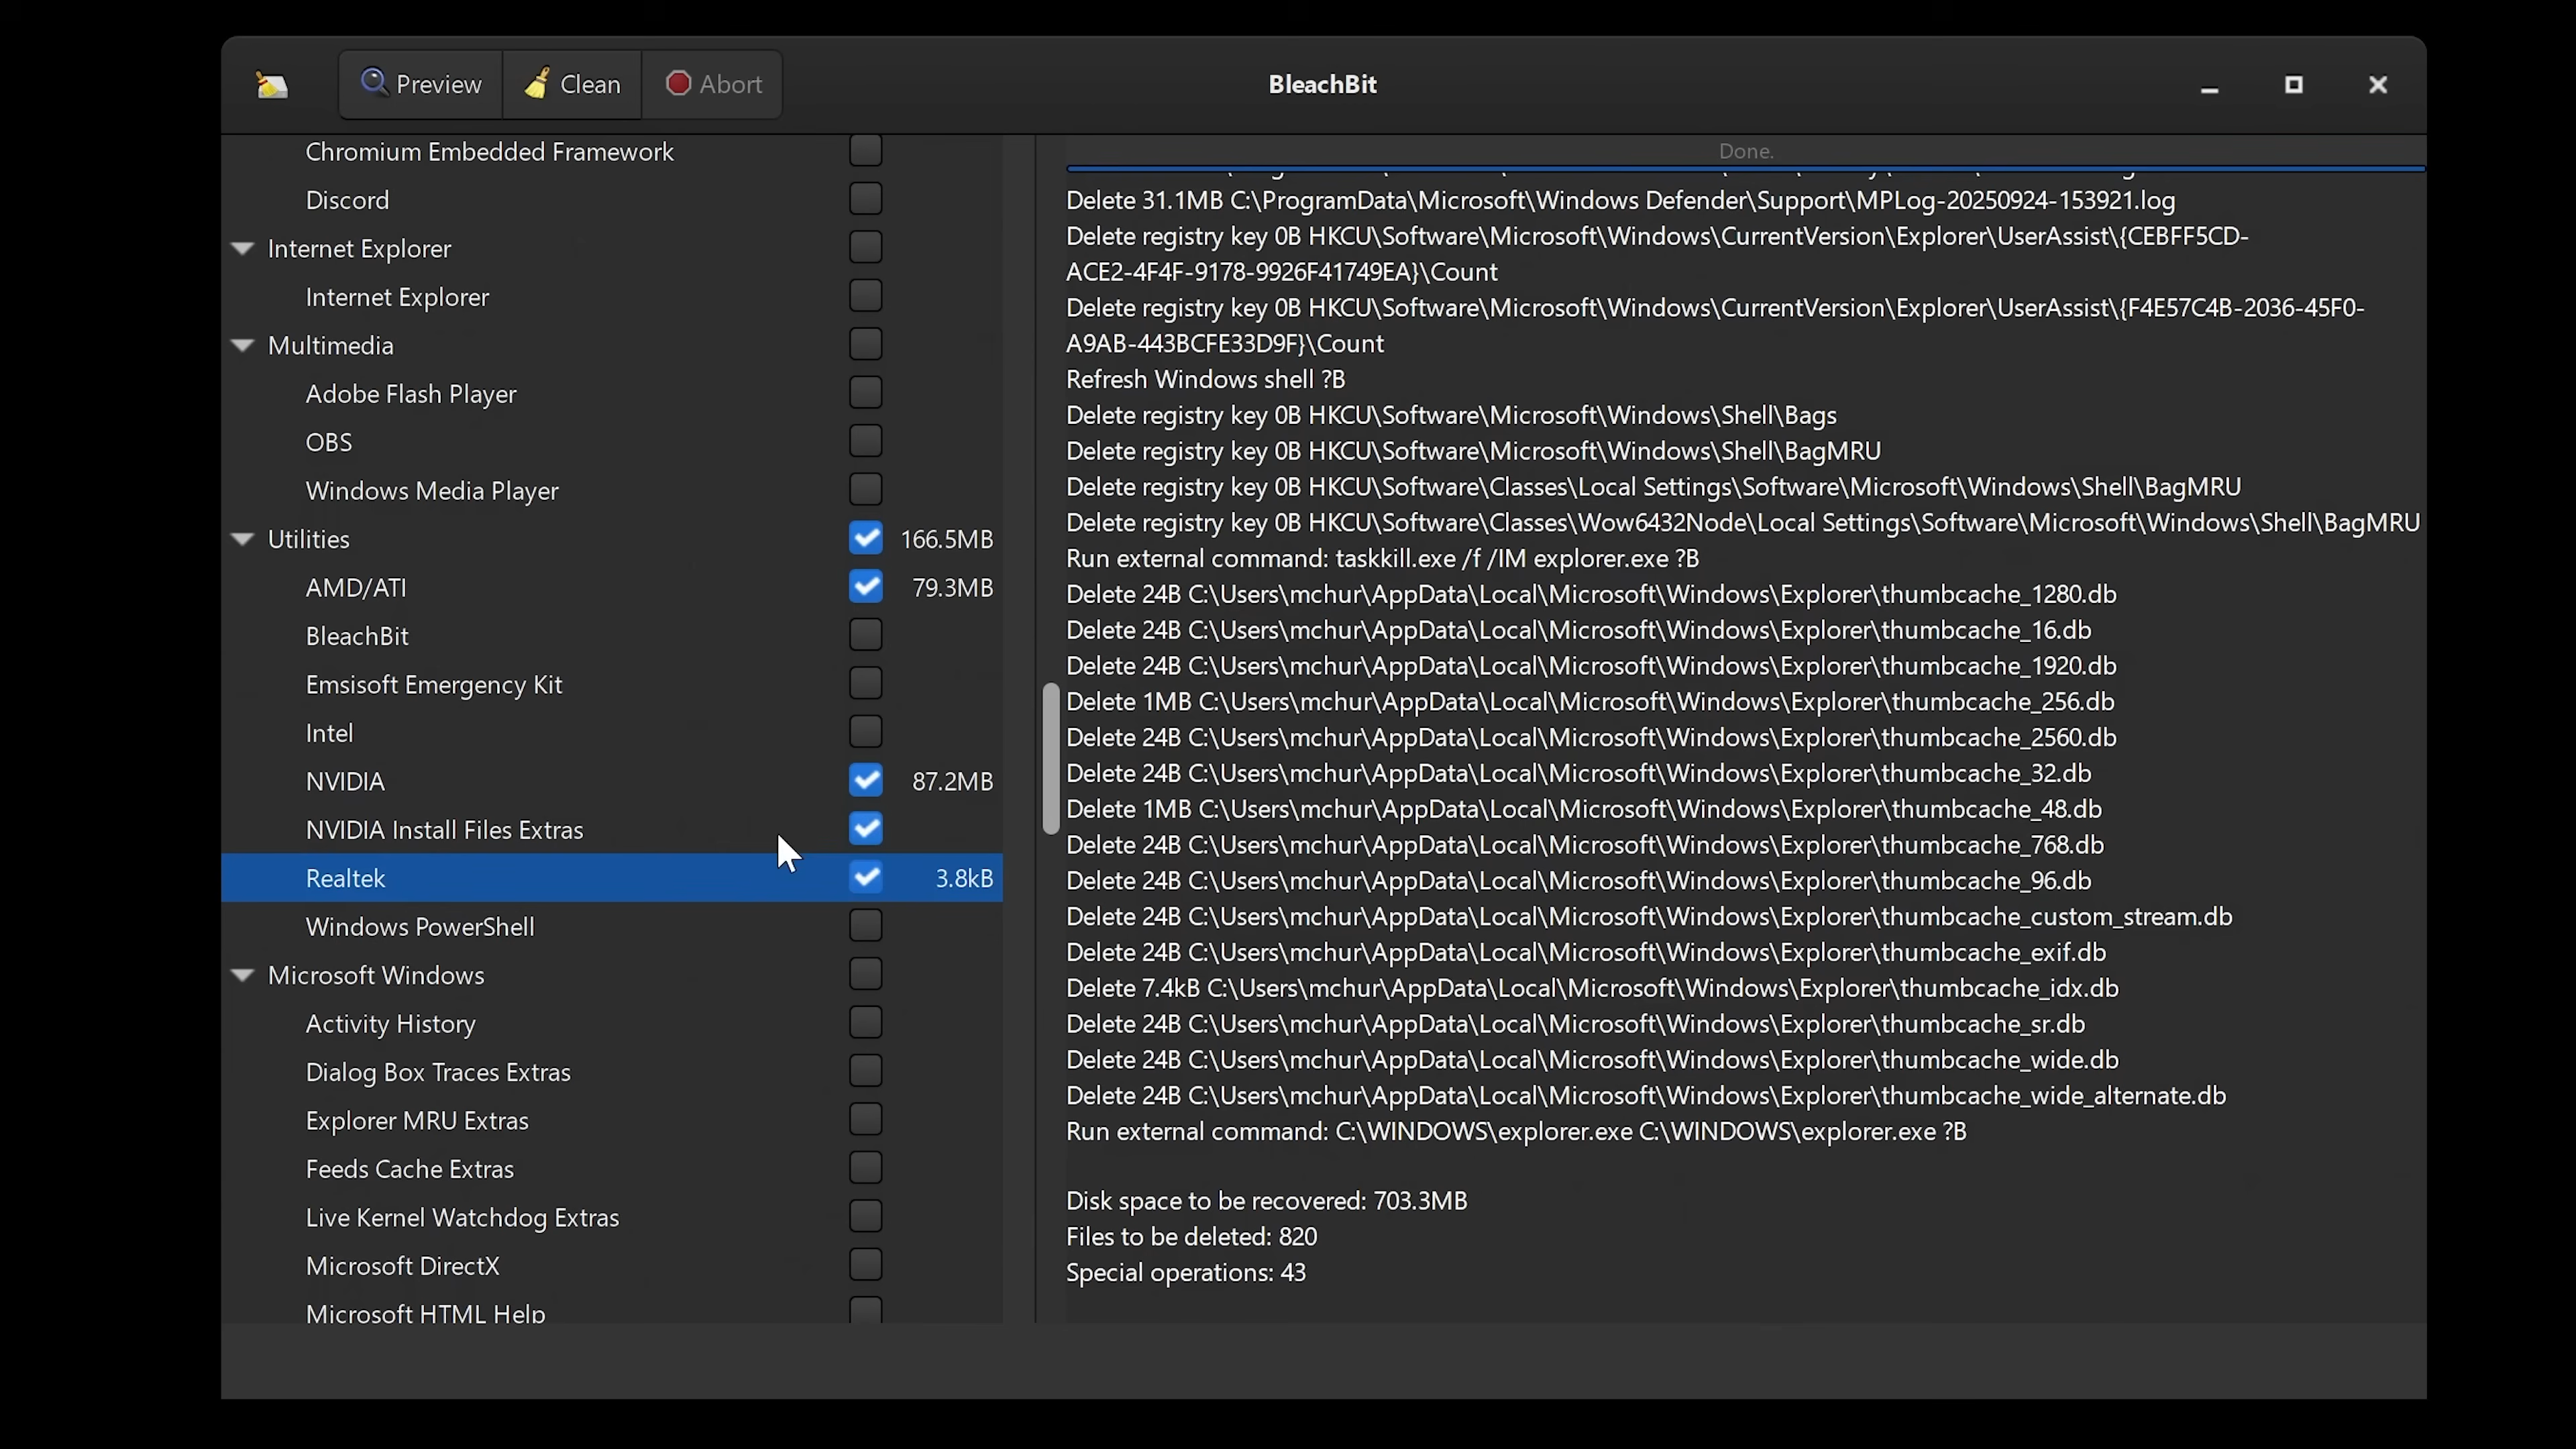 Preview
Clean
Abort
BleachBit
Chromium Embedded Framework
Discord
Internet Explorer
Internet Explorer
Multimedia
Adobe Flash Player
OBS
Windows Media Player
Utilities 166.5MB
AMD/ATI 79.3MB
BleachBit
Emsisoft Emergency Kit
Intel
NVIDIA 87.2MB
NVIDIA Install Files Extras
Realtek 3.8kB
Windows PowerShell
Microsoft Windows
Activity History
Dialog Box Traces Extras
Explorer MRU Extras
Feeds Cache Extras
Live Kernel Watchdog Extras
Microsoft DirectX
Microsoft HTML Help
Done.
Delete 31.1MB C:\ProgramData\Microsoft\Windows Defender\Support\MPLog-20250924-153921.log
Delete registry key 0B HKCU\Software\Microsoft\Windows\CurrentVersion\Explorer\UserAssist\{CEBFF5CD-
ACE2-4F4F-9178-9926F41749EA}\Count
Delete registry key 0B HKCU\Software\Microsoft\Windows\CurrentVersion\Explorer\UserAssist\{F4E57C4B-2036-45F0-
A9AB-443BCFE33D9F}\Count
Refresh Windows shell ?B
Delete registry key 0B HKCU\Software\Microsoft\Windows\Shell\Bags
Delete registry key 0B HKCU\Software\Microsoft\Windows\Shell\BagMRU
Delete registry key 0B HKCU\Software\Classes\Local Settings\Software\Microsoft\Windows\Shell\BagMRU
Delete registry key 0B HKCU\Software\Classes\Wow6432Node\Local Settings\Software\Microsoft\Windows\Shell\BagMRU
Run external command: taskkill.exe /f /IM explorer.exe ?B
Delete 24B C:\Users\mchur\AppData\Local\Microsoft\Windows\Explorer\thumbcache_1280.db
Delete 24B C:\Users\mchur\AppData\Local\Microsoft\Windows\Explorer\thumbcache_16.db
Delete 24B C:\Users\mchur\AppData\Local\Microsoft\Windows\Explorer\thumbcache_1920.db
Delete 1MB C:\Users\mchur\AppData\Local\Microsoft\Windows\Explorer\thumbcache_256.db
Delete 24B C:\Users\mchur\AppData\Local\Microsoft\Windows\Explorer\thumbcache_2560.db
Delete 24B C:\Users\mchur\AppData\Local\Microsoft\Windows\Explorer\thumbcache_32.db
Delete 1MB C:\Users\mchur\AppData\Local\Microsoft\Windows\Explorer\thumbcache_48.db
Delete 24B C:\Users\mchur\AppData\Local\Microsoft\Windows\Explorer\thumbcache_768.db
Delete 24B C:\Users\mchur\AppData\Local\Microsoft\Windows\Explorer\thumbcache_96.db
Delete 24B C:\Users\mchur\AppData\Local\Microsoft\Windows\Explorer\thumbcache_custom_stream.db
Delete 24B C:\Users\mchur\AppData\Local\Microsoft\Windows\Explorer\thumbcache_exif.db
Delete 7.4kB C:\Users\mchur\AppData\Local\Microsoft\Windows\Explorer\thumbcache_idx.db
Delete 24B C:\Users\mchur\AppData\Local\Microsoft\Windows\Explorer\thumbcache_sr.db
Delete 24B C:\Users\mchur\AppData\Local\Microsoft\Windows\Explorer\thumbcache_wide.db
Delete 24B C:\Users\mchur\AppData\Local\Microsoft\Windows\Explorer\thumbcache_wide_alternate.db
Run external command: C:\WINDOWS\explorer.exe C:\WINDOWS\explorer.exe ?B
Disk space to be recovered: 703.3MB
Files to be deleted: 820
Special operations: 43